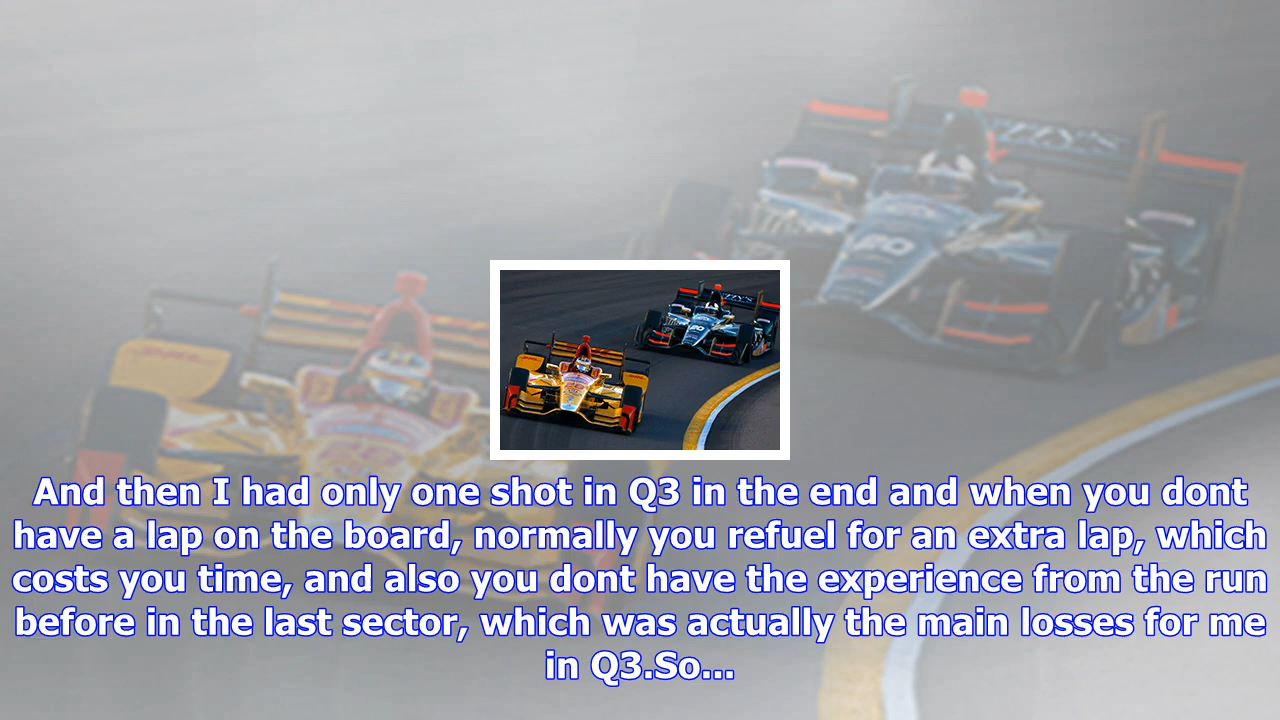 DHL
20
20
And then I had only one shot in Q3 in the end and when you dont
have a lap on the board, normally you refuel for an extra lap, which
costs you time, and also you dont have the experience from the run
before in the last sector, which was actually the main losses for me
in Q3.So...